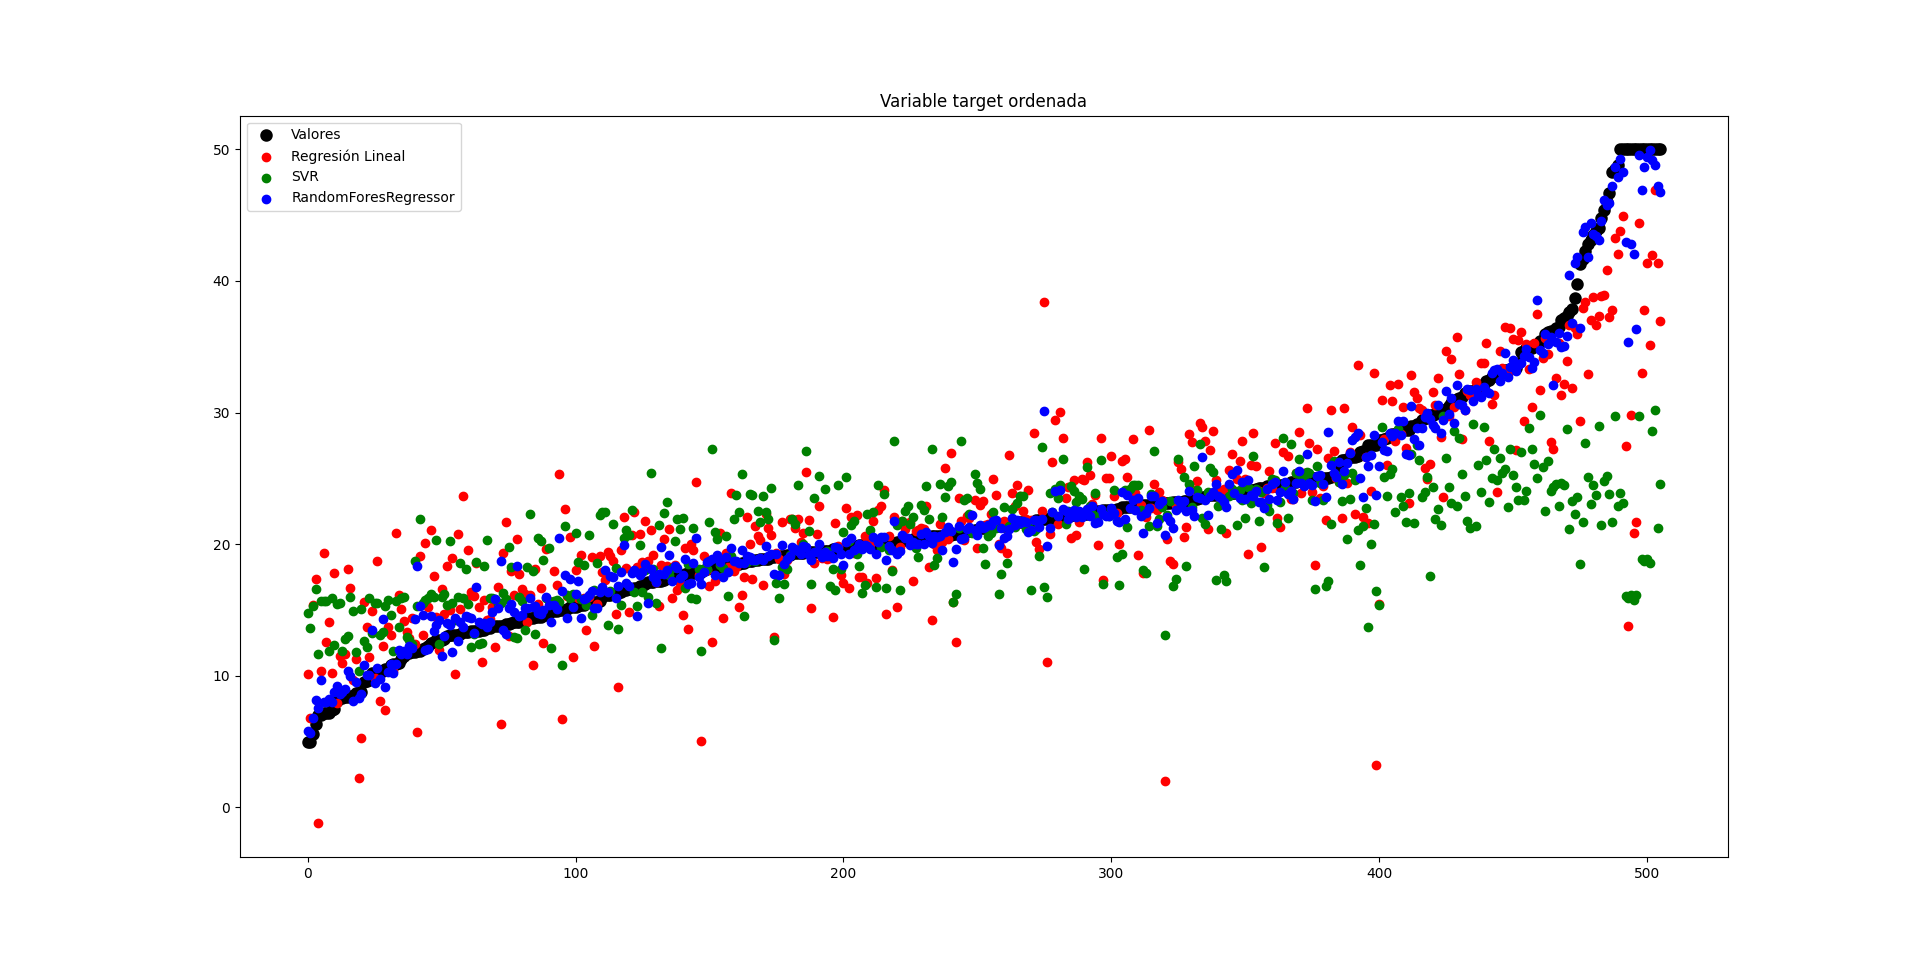 Variable target ordenada
Valores
Regresión Lineal
SVR
RandomForesRegressor
50
40
30
20
10
0
0 100 200 300 400 500